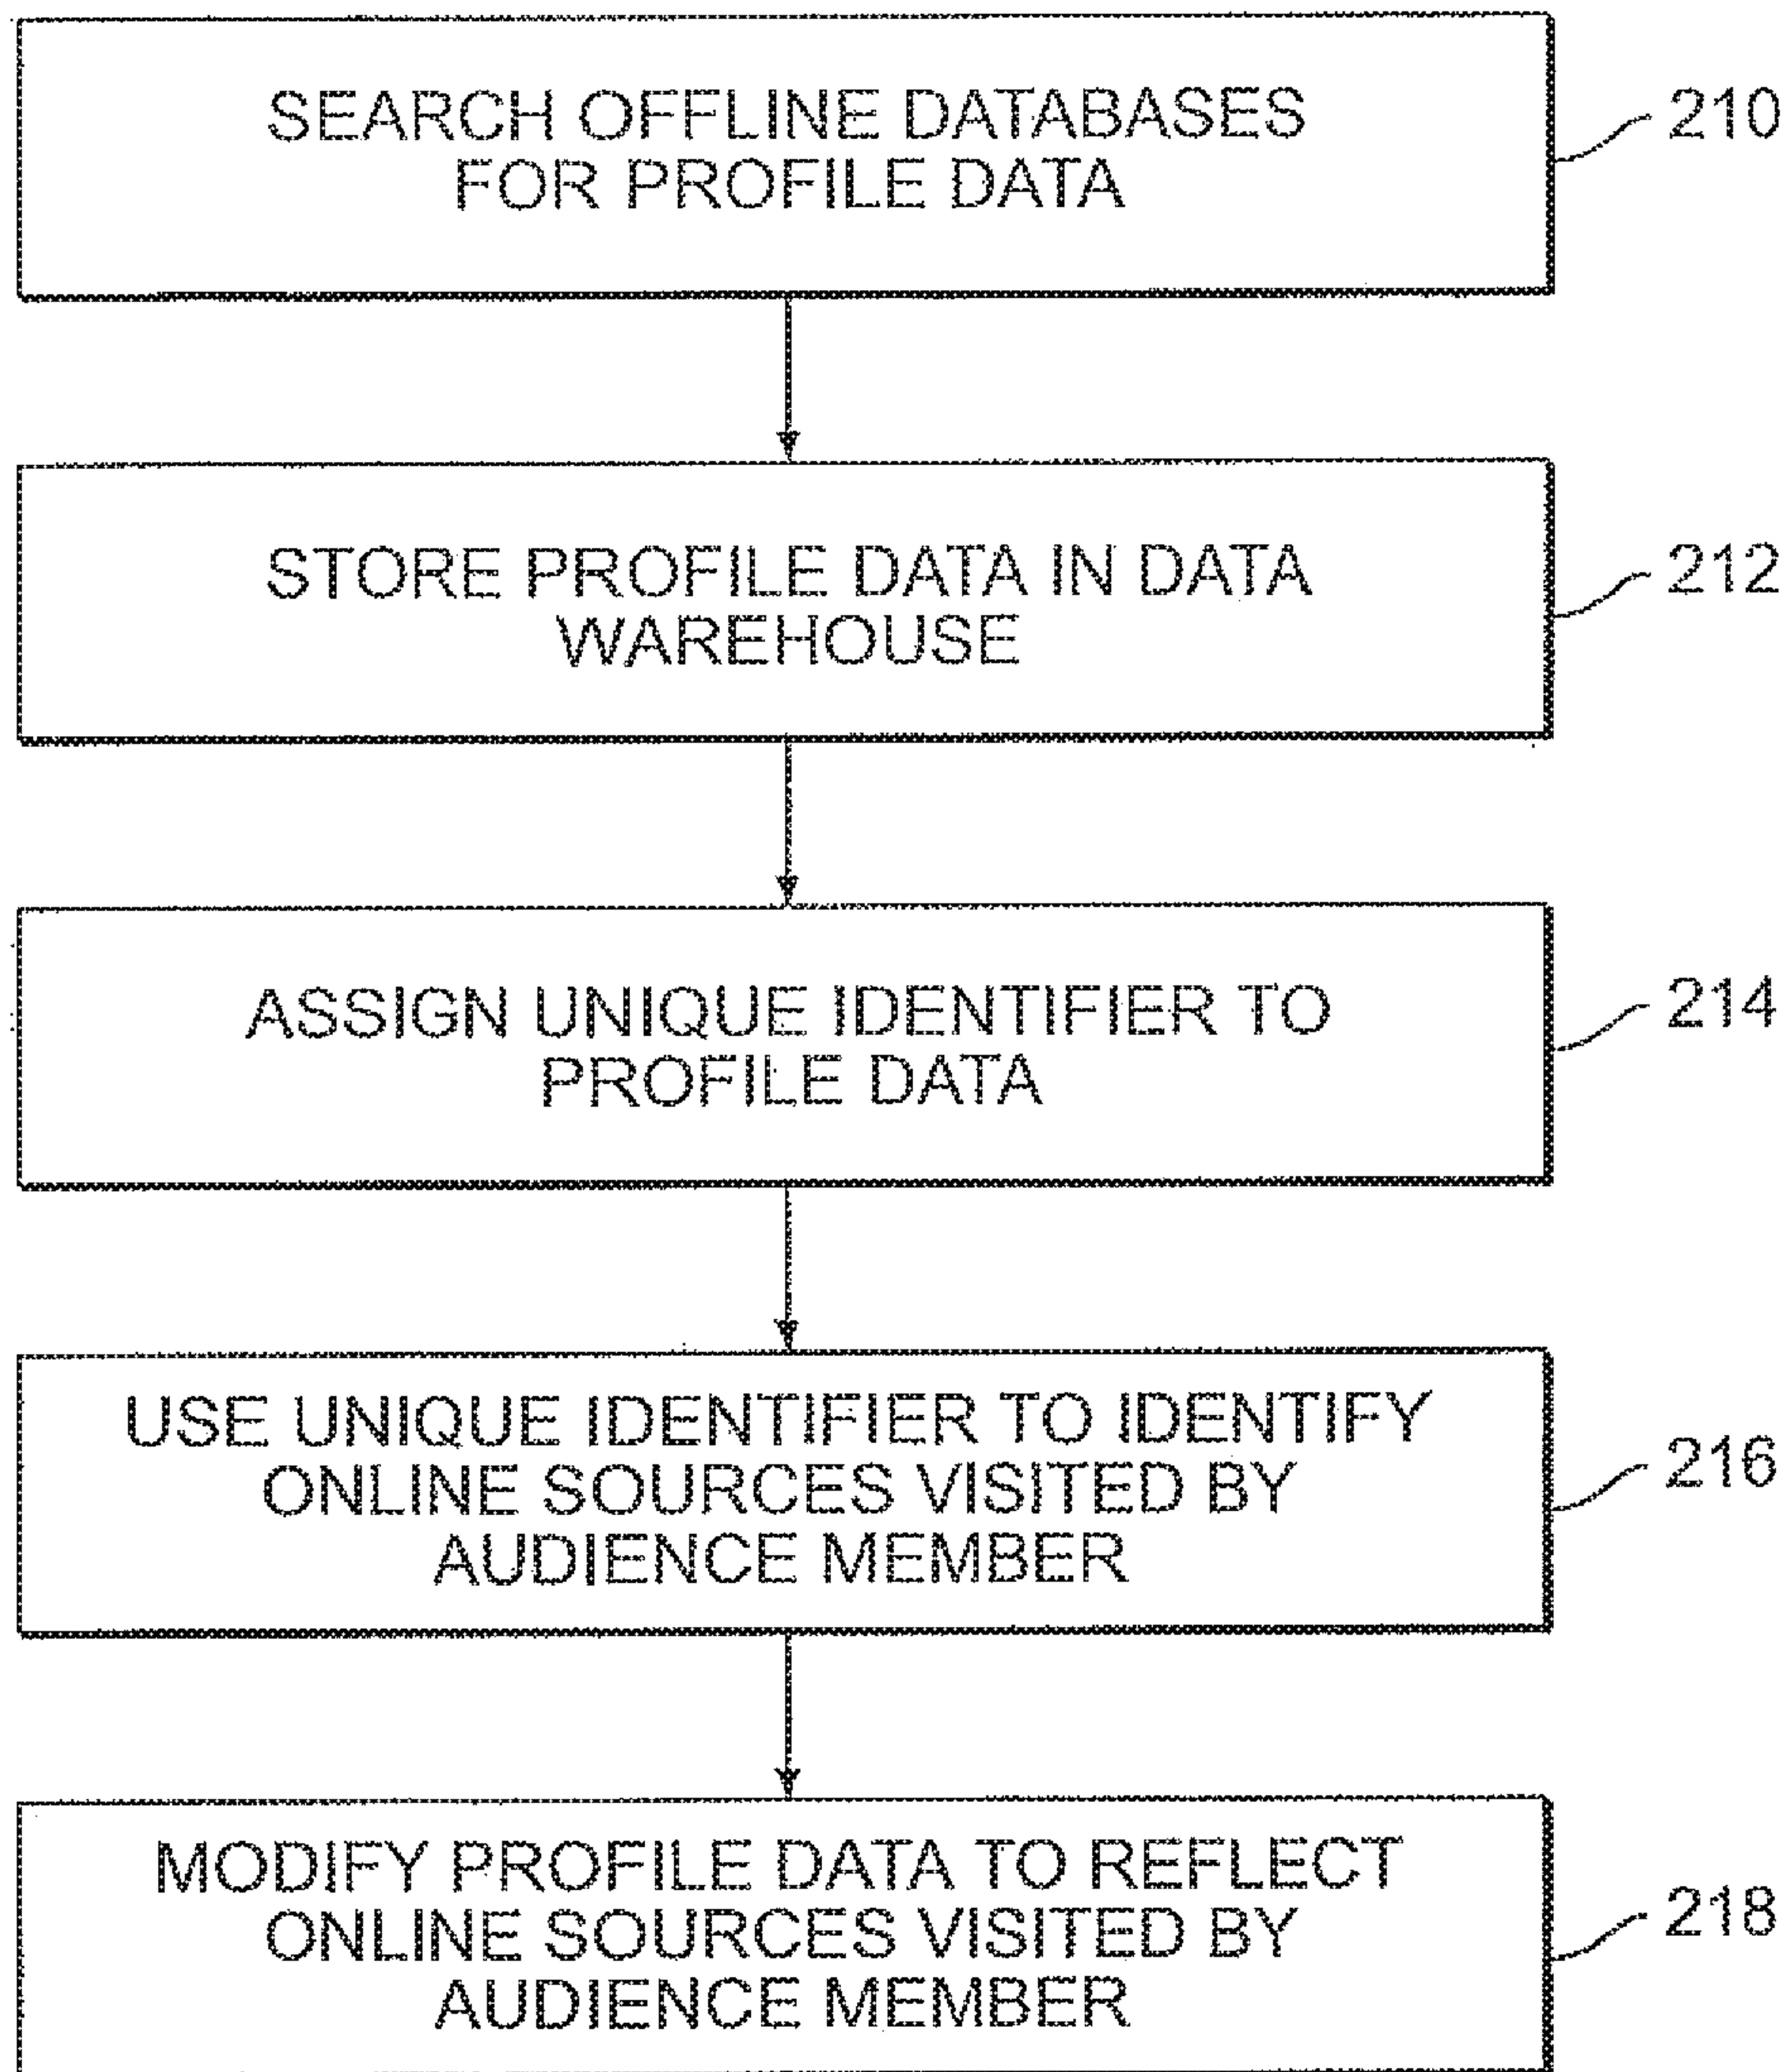 SEARCH OFFLINE DATABASES
FOR PROFILE DATA
210
STORE PROFILE DATA IN DATA
WAREHOUSE
212
ASSIGN UNIQUE IDENTIFIER TO
PROFILE DATA
214
USE UNIQUE IDENTIFIER TO IDENTIFY
ONLINE SOURCES VISITED BY
AUDIENCE MEMBER
216
MODIFY PROFILE DATA TO REFLECT
ONLINE SOURCES VISITED BY
AUDIENCE MEMBER
218